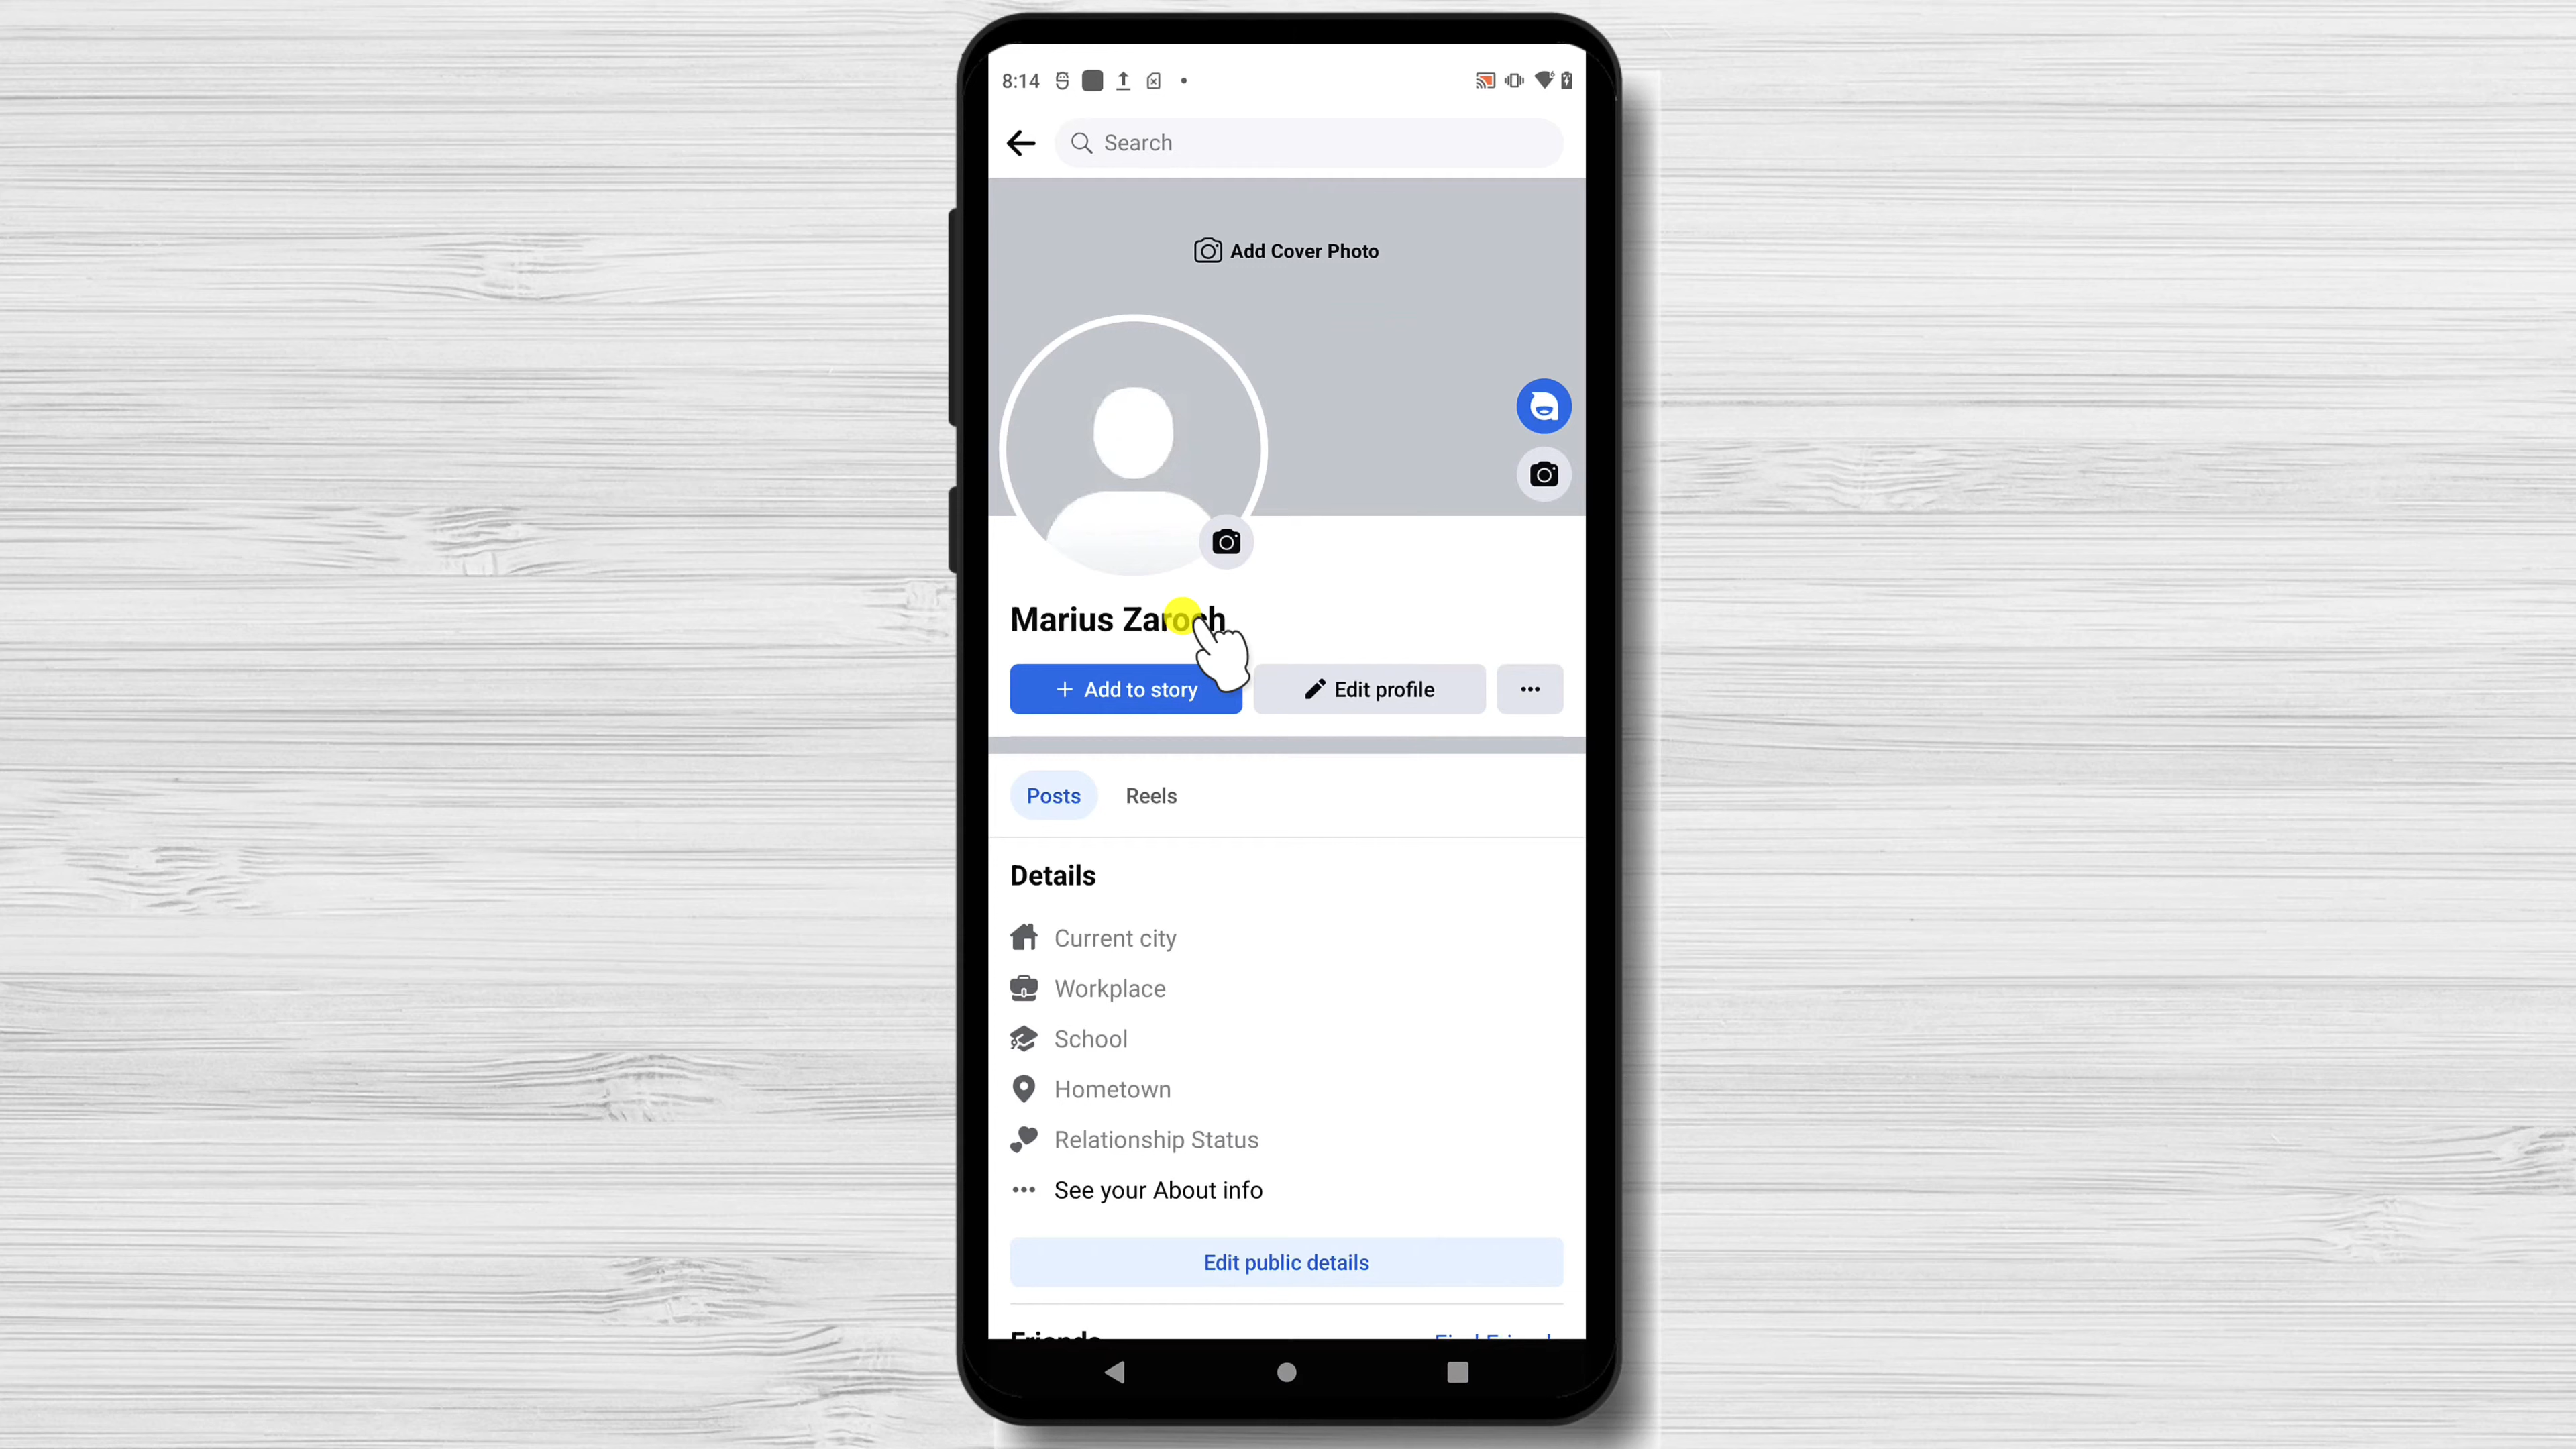 8:14
Search
Add Cover Photo
Marius
+ Add to story
Edit profile
Posts Reels
Details
Current city
Workplace
School
Hometown
Relationship Status
See your About info
Edit public details
Friends